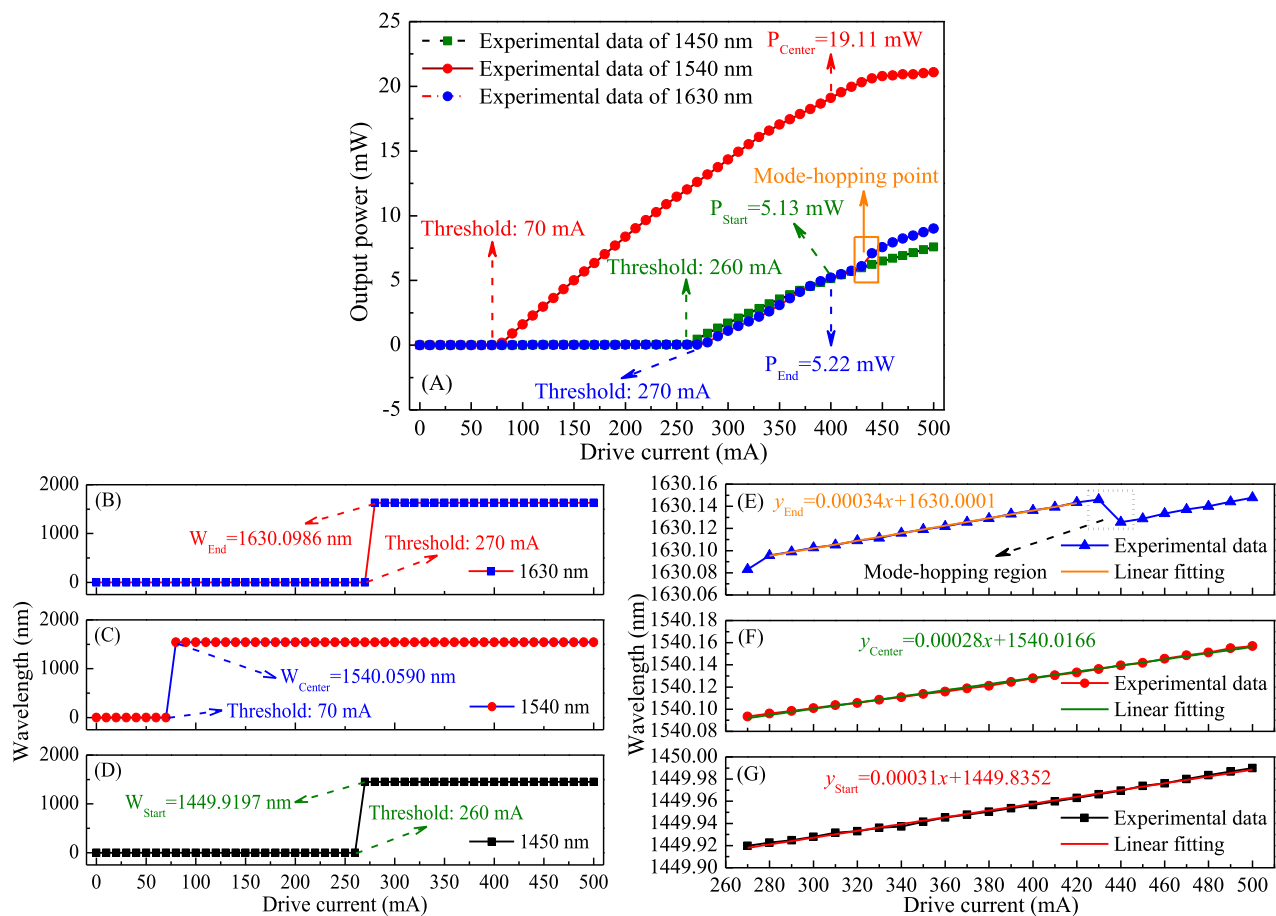 25
20
15
10
5
0
-5
Output power (mW)
Experimental data of 1450 nm
Experimental data of 1540 nm
Experimental data of 1630 nm
P_Center=19.11 mW
Mode-hopping point
P_Start=5.13 mW
Threshold: 70 mA
Threshold: 260 mA
P_End=5.22 mW
Threshold: 270 mA
(A)
0 50 100 150 200 250 300 350 400 450 500
Drive current (mA)
Wavelength (nm)
2000
1000
0
(B)
W_End=1630.0986 nm
Threshold: 270 mA
1630 nm
2000
1000
0
(C)
W_Center=1540.0590 nm
Threshold: 70 mA
1540 nm
2000
1000
0
(D)
W_Start=1449.9197 nm
Threshold: 260 mA
1450 nm
0 50 100 150 200 250 300 350 400 450 500
Drive current (mA)
Wavelength (nm)
1630.16
1630.14
1630.12
1630.10
1630.08
1630.06
(E)
y_End=0.00034x+1630.0001
Mode-hopping region
Experimental data
Linear fitting
1540.18
1540.16
1540.14
1540.12
1540.10
1540.08
(F)
y_Center=0.00028x+1540.0166
Experimental data
Linear fitting
1450.00
1449.98
1449.96
1449.94
1449.92
1449.90
(G)
y_Start=0.00031x+1449.8352
Experimental data
Linear fitting
260 280 300 320 340 360 380 400 420 440 460 480 500
Drive current (mA)